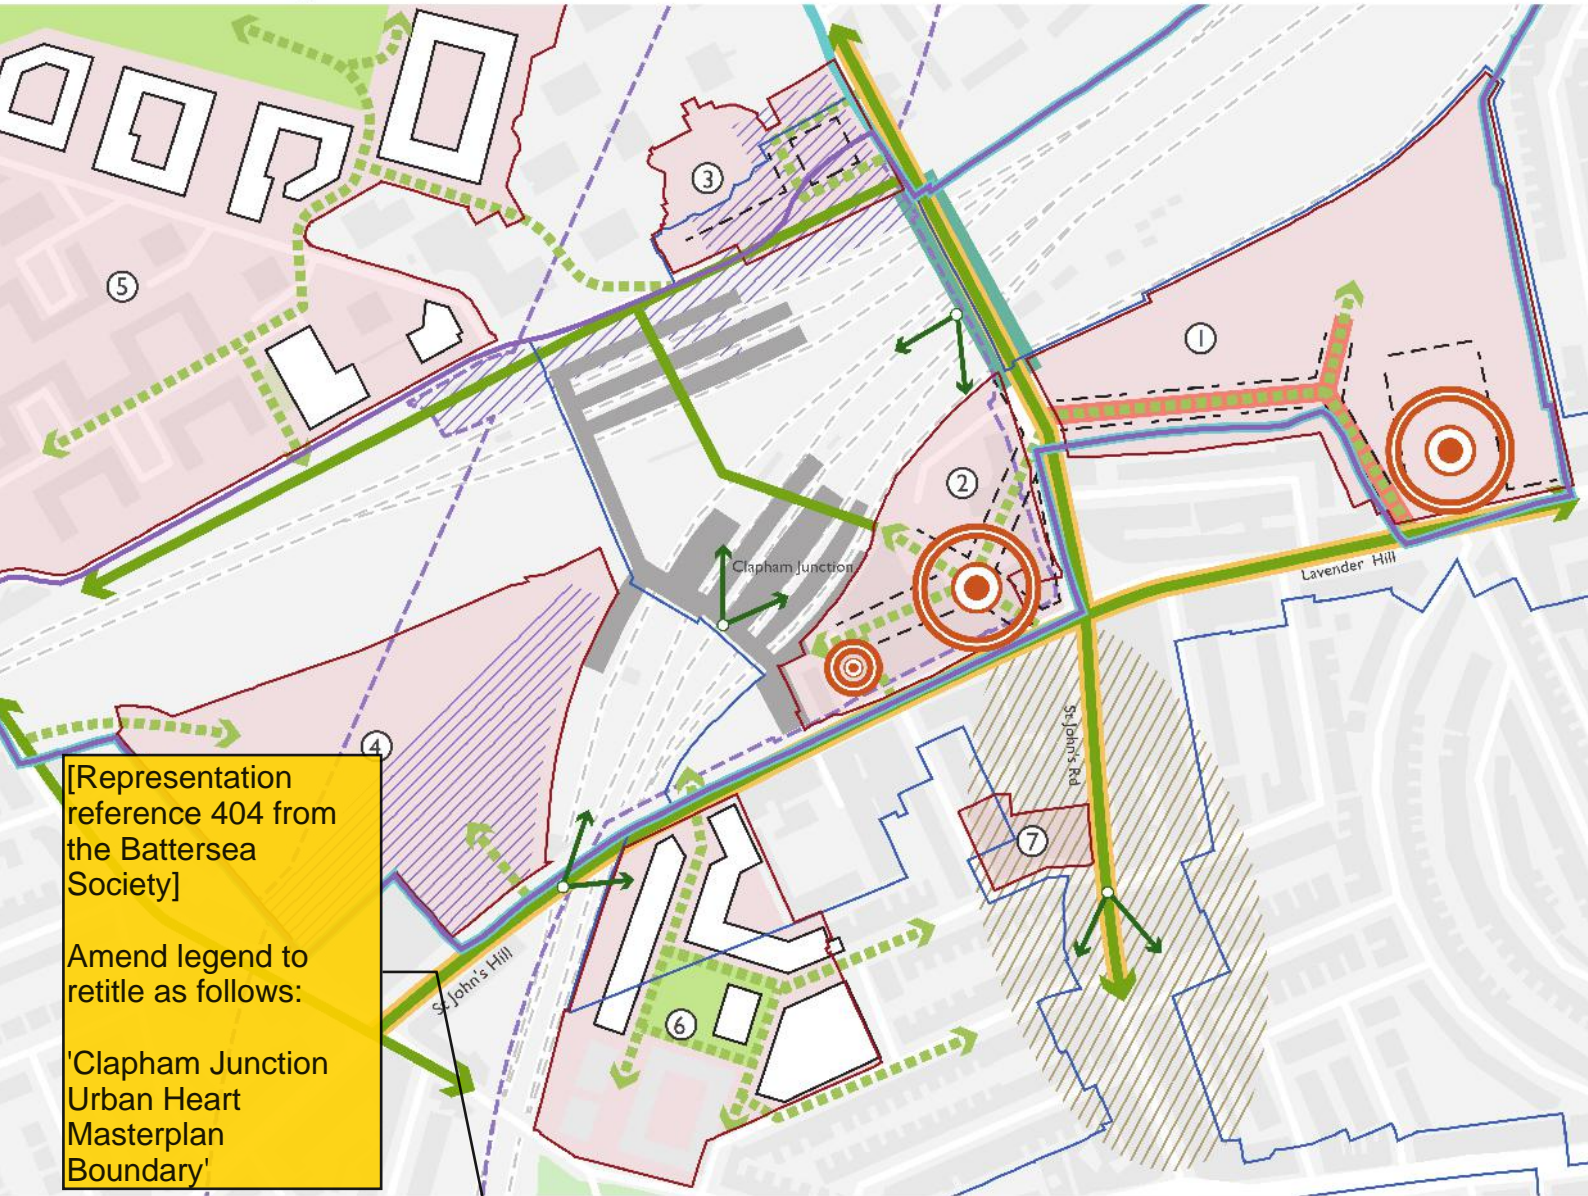 3
5
1
2
Clapham Junction
Lavender Hill
4
St John's Rd
7
St John's Hill
6
[Representation
reference 404 from
the Battersea
Society]
Amend legend to
retitle as follows:
'Clapham Junction
Urban Heart
Masterplan
Boundary'